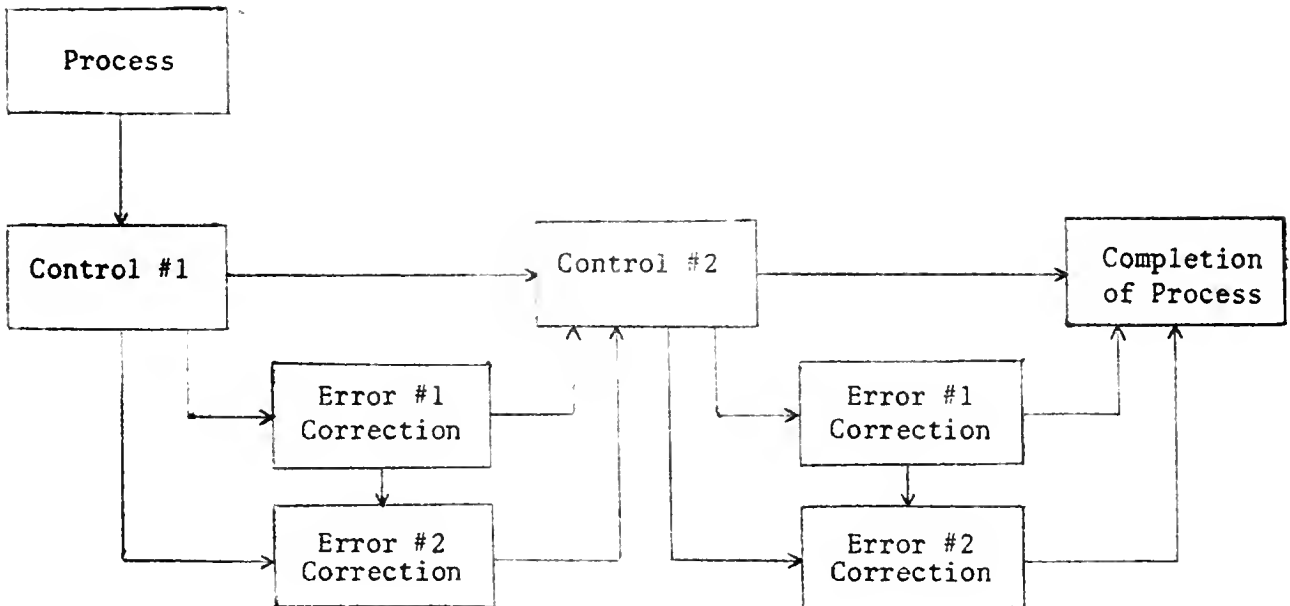 Process
Control #1
Control #2
Completion
of Process
Error #1
Correction
Error #1
Correction
Error #2
Correction
Error #2
Correction